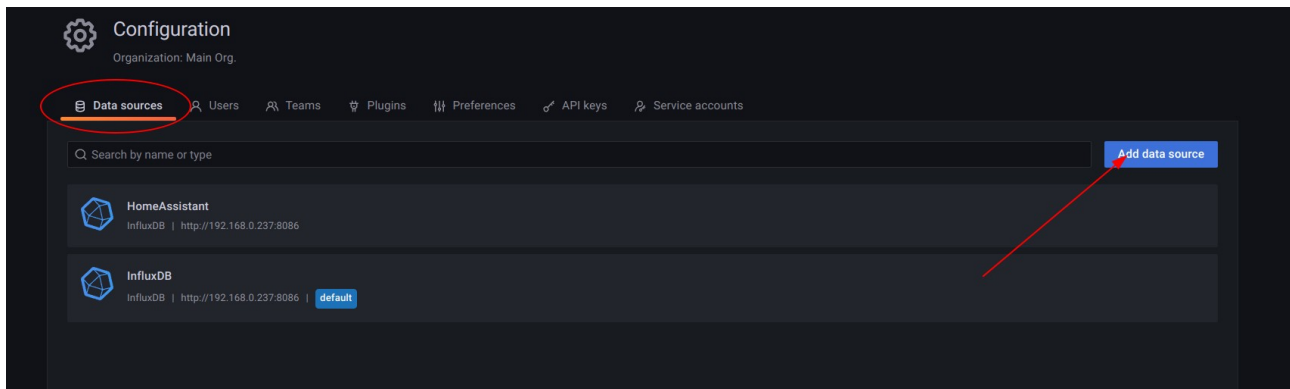 Configuration
Organization: Main Org.
Data sources Users Teams Plugins Preferences API keys Service accounts
Search by name or type Add data source
HomeAssistant
InfluxDB | http://192.168.0.237:8086
InfluxDB
InfluxDB | http://192.168.0.237:8086 | default